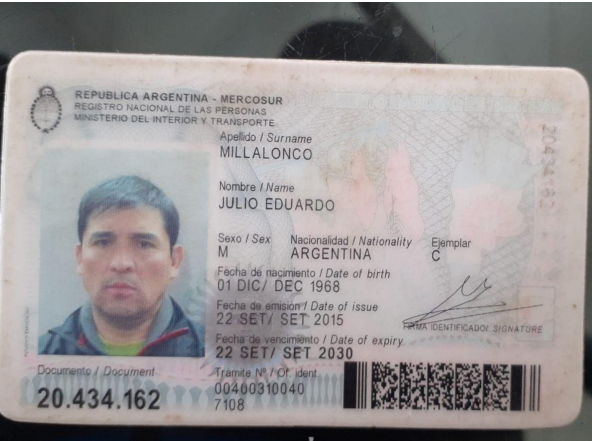 REPUBLICA ARGENTINA - MERCOSUR
REGISTRO NACIONAL DE LAS PERSONAS
MINISTERIO DEL INTERIOR Y TRANSPORTE
Apellido / Surname
MILLALONCO
Nombre / Name
JULIO EDUARDO
Sexo / Sex Nacionalidad / Nationality Ejemplar
M ARGENTINA C
Fecha de nacimiento / Date of birth
01 DIC/ DEC 1968
Fecha de emisión / Date of issue
22 SET/ SET 2015
FIRMA IDENTIFICADO/ SIGNATURE
Fecha de vencimiento / Date of expiry
22 SET/ SET 2030
Documento / Document
20.434.162
Tramite Nº / Of. ident
00400310040
7108
20434162